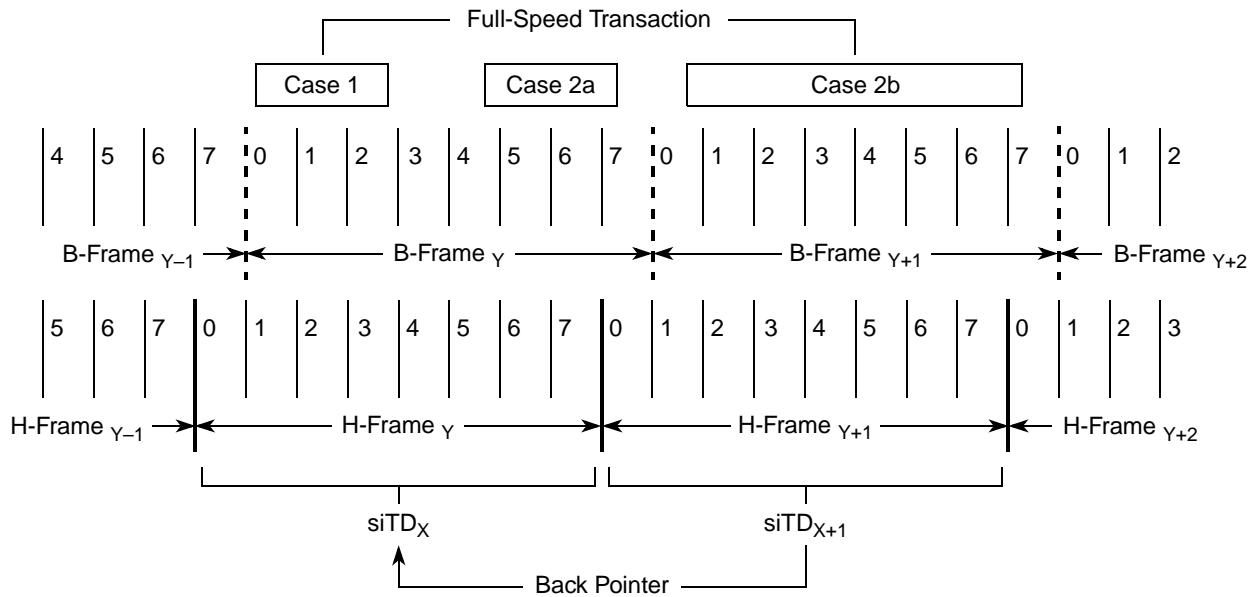 Full-Speed Transaction
Case 1 Case 2a Case 2b
4 5 6 7 0 1 2 3 4 5 6 7 0 1 2 3 4 5 6 7 0 1 2
B-Frame Y–1 B-Frame Y B-Frame Y+1 B-Frame Y+2
5 6 7 0 1 2 3 4 5 6 7 0 1 2 3 4 5 6 7 0 1 2 3
H-Frame Y–1 H-Frame Y H-Frame Y+1 H-Frame Y+2
siTDX siTDX+1
Back Pointer